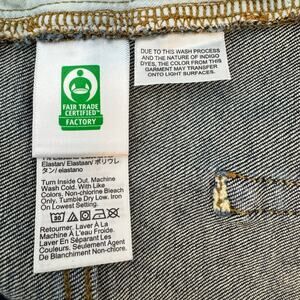 FAIR TRADE
CERTIFIED™
FACTORY
DUE TO THIS WASH PROCESS
AND THE NATURE OF INDIGO
DYES, THE COLOR FROM THIS
GARMENT MAY TRANSFER
ONTO LIGHT SURFACES.
Elastan/ Elastaan/ ポリウレ
タン/ elastano
Turn Inside Out. Machine
Wash Cold. With Like
Colors. Non-chlorine Bleach
Only. Tumble Dry Low. Iron
On Lowest Setting.
Retourner. Laver À La
Machine À L'eau Froide.
Laver En Séparant Les
Couleurs. Seulement Agent
De Blanchiment Non-chlore.